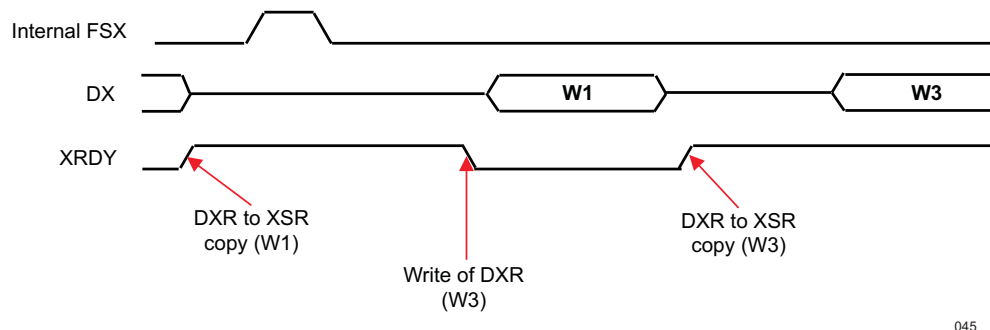 Internal FSX
DX
W1
W3
XRDY
DXR to XSR
copy (W1)
DXR to XSR
copy (W3)
Write of DXR
(W3)
045